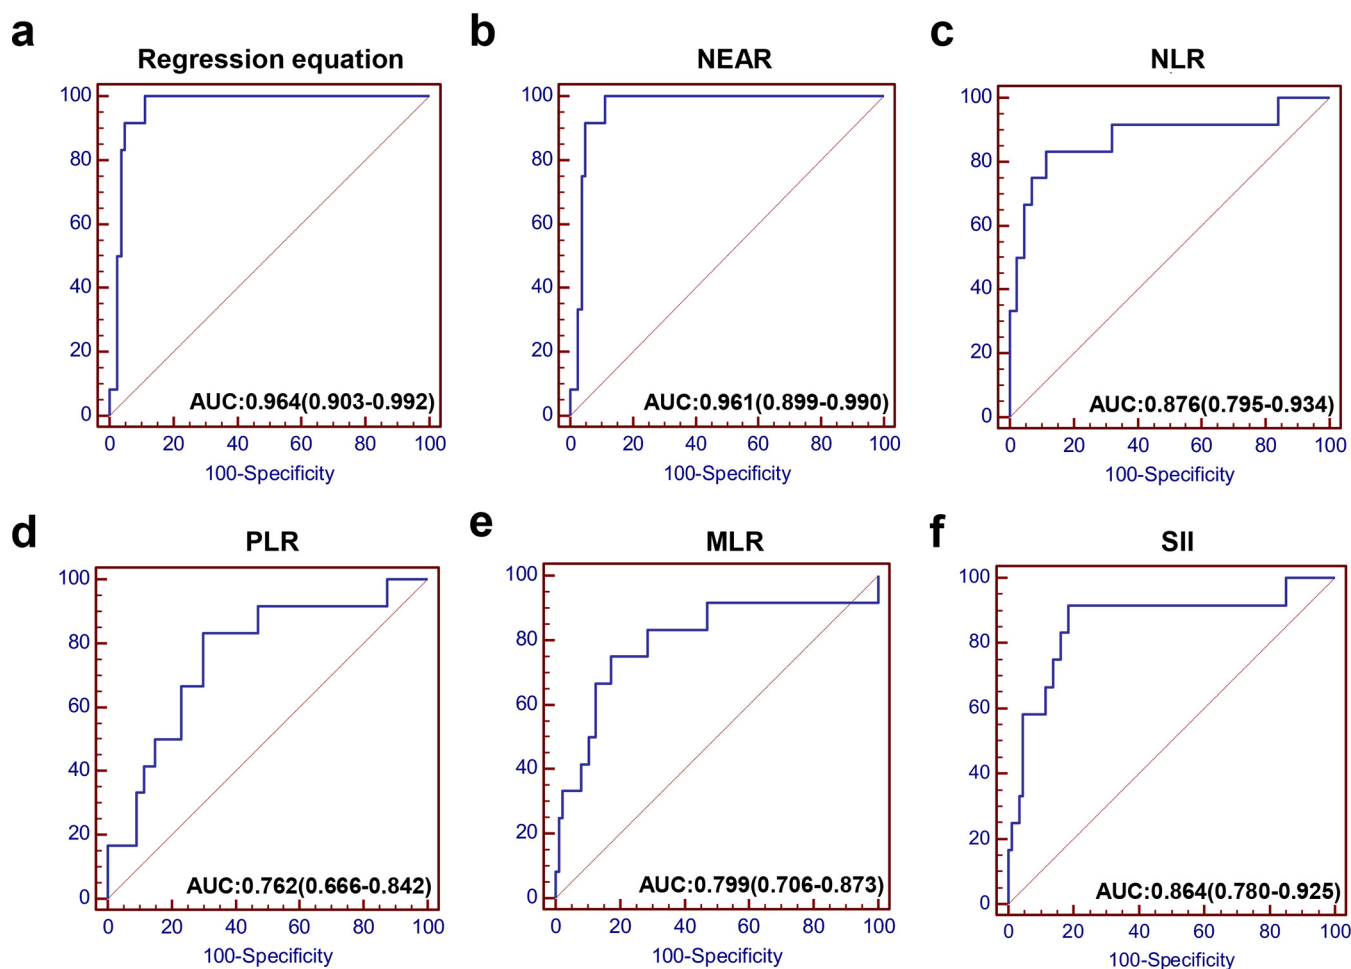 a
Regression equation
100
80
60
40
20
0
AUC:0.964(0.903-0.992)
0 20 40 60 80 100
100-Specificity
b
NEAR
100
80
60
40
20
0
AUC:0.961(0.899-0.990)
0 20 40 60 80 100
100-Specificity
c
NLR
100
80
60
40
20
0
AUC:0.876(0.795-0.934)
0 20 40 60 80 100
100-Specificity
d
PLR
100
80
60
40
20
0
AUC:0.762(0.666-0.842)
0 20 40 60 80 100
100-Specificity
e
MLR
100
80
60
40
20
0
AUC:0.799(0.706-0.873)
0 20 40 60 80 100
100-Specificity
f
SII
100
80
60
40
20
0
AUC:0.864(0.780-0.925)
0 20 40 60 80 100
100-Specificity